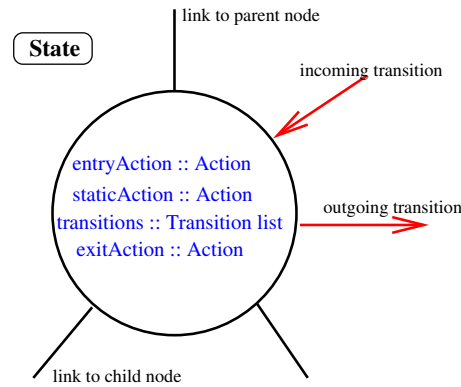 link to parent node
State
incoming transition
entryAction :: Action
staticAction :: Action
transitions :: Transition list
exitAction :: Action
outgoing transition
link to child node